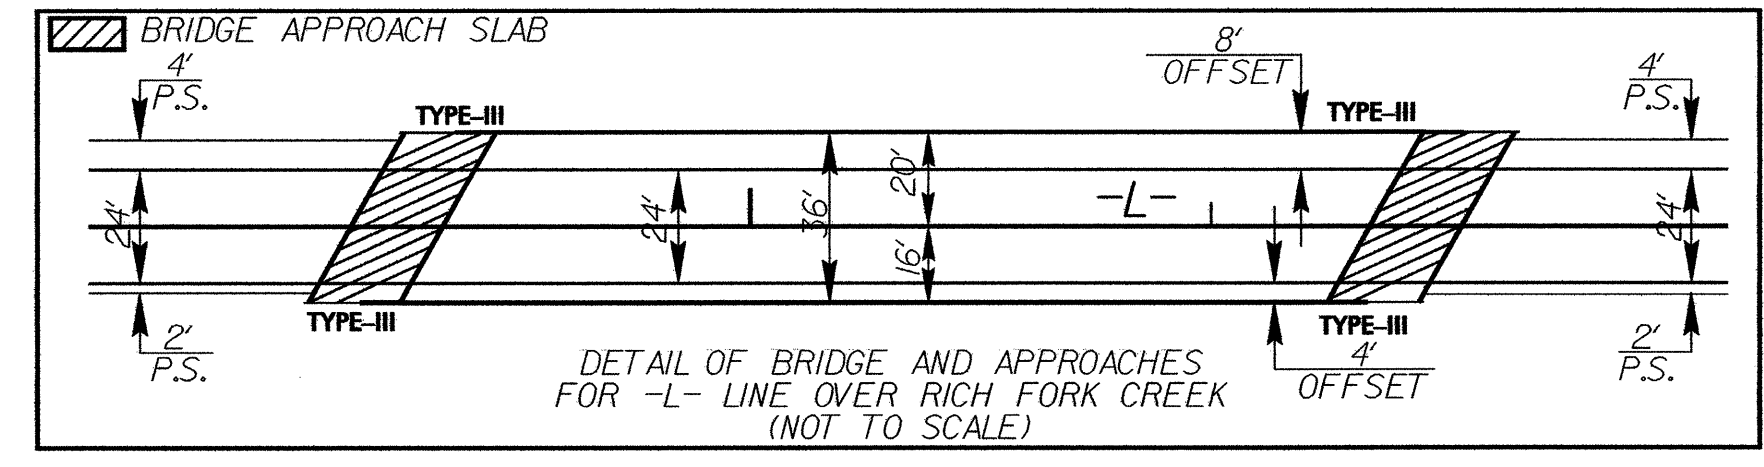 BRIDGE APPROACH SLAB
4'
P.S.
TYPE-III
8'
OFFSET
TYPE-III
4'
P.S.
24'
24'
36'
20'
16'
-L-
24'
2'
P.S.
TYPE-III
TYPE-III
4'
OFFSET
2'
P.S.
DETAIL OF BRIDGE AND APPROACHES
FOR -L- LINE OVER RICH FORK CREEK
(NOT TO SCALE)